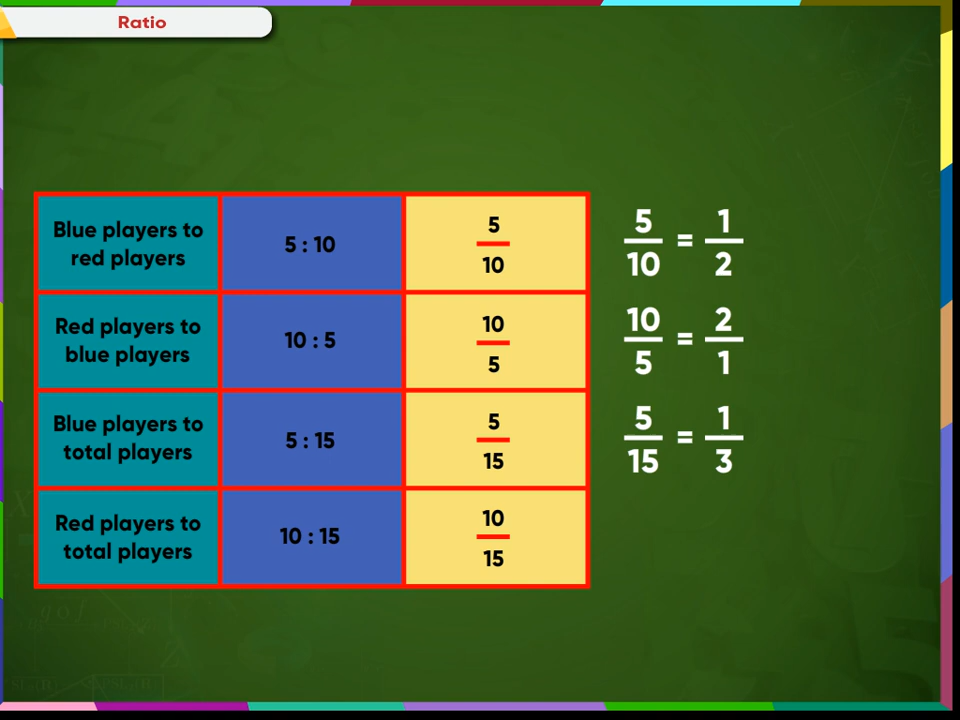 Ratio
Blue players to
red players
5 : 10
5
10
5
10
=
1
2
Red players to
blue players
10 : 5
10
5
10
5
=
2
1
Blue players to
total players
5 : 15
5
15
5
15
=
1
3
Red players to
total players
10 : 15
10
15